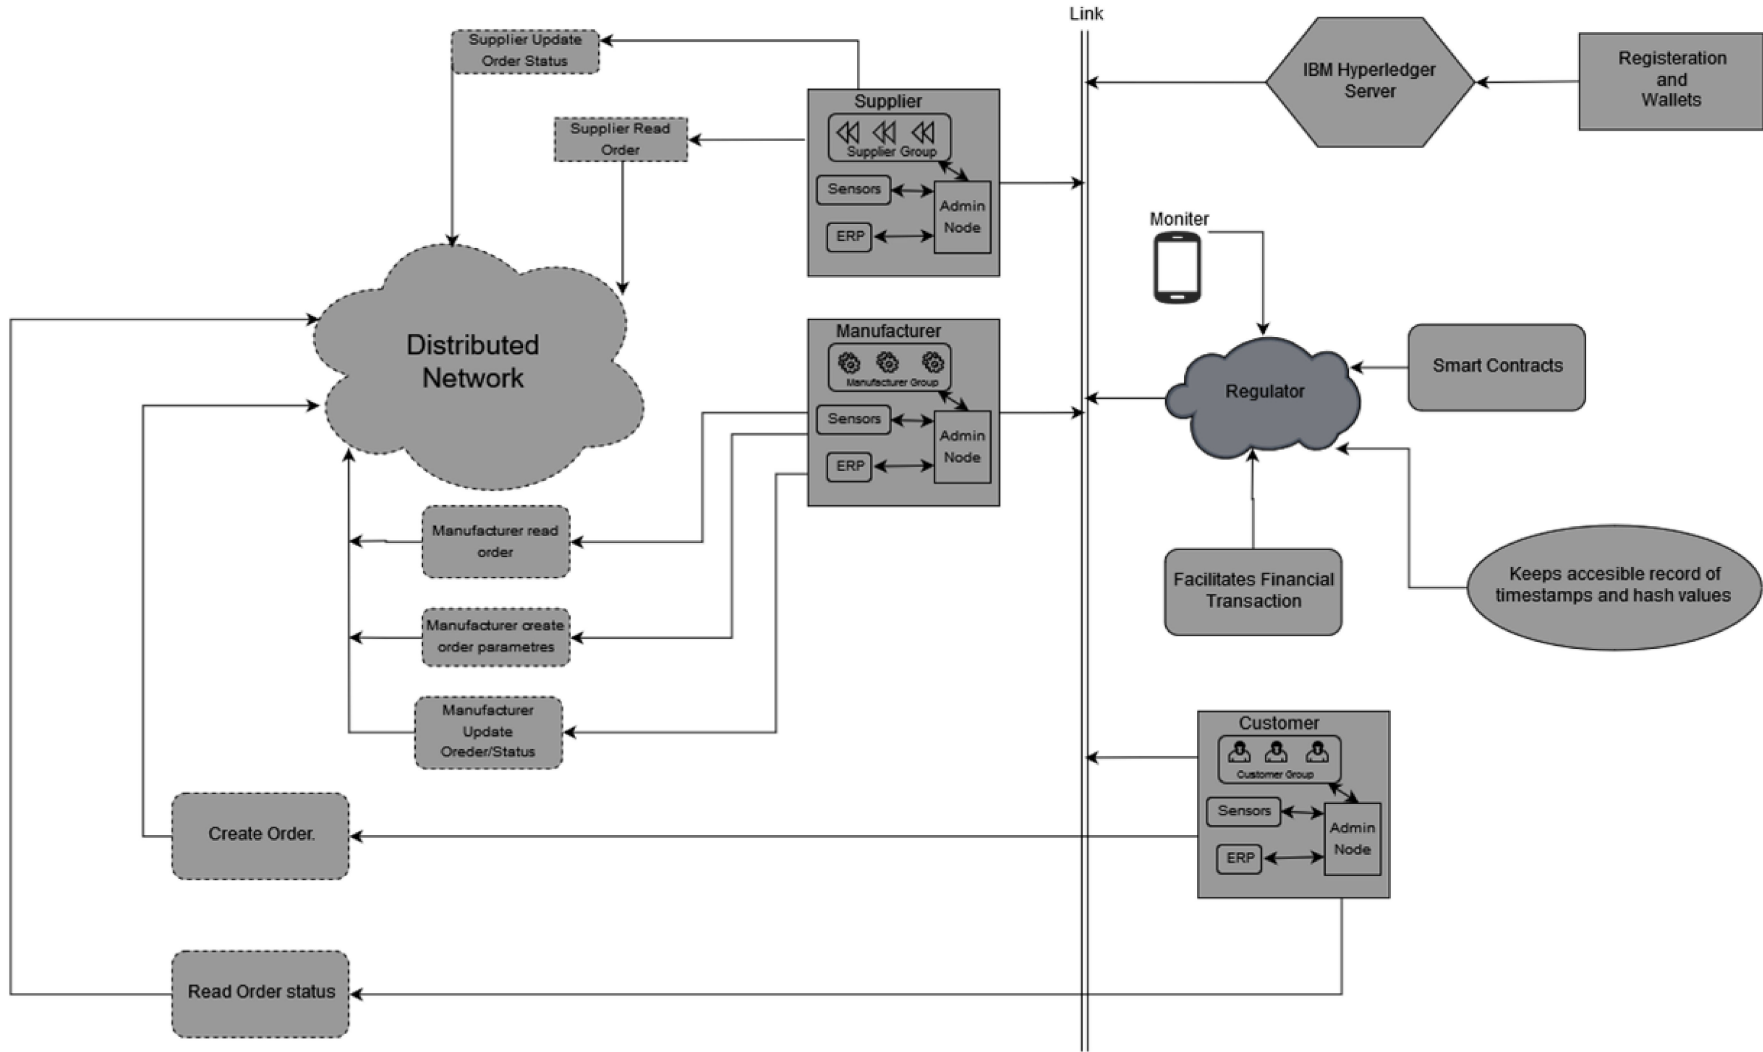 Link
Supplier Update
Order Status
IBM Hyperledger
Server
Registeration
and
Wallets
Supplier
Supplier Group
Sensors
Admin
Node
ERP
Supplier Read
Order
Moniter
Distributed
Network
Manufacturer
Manufacturer Group
Sensors
Admin
Node
ERP
Regulator
Smart Contracts
Manufacturer read
order
Facilitates Financial
Transaction
Keeps accesible record of
timestamps and hash values
Manufacturer create
order parametres
Manufacturer
Update
Oreder/Status
Customer
Customer Group
Sensors
Admin
Node
ERP
Create Order.
Read Order status